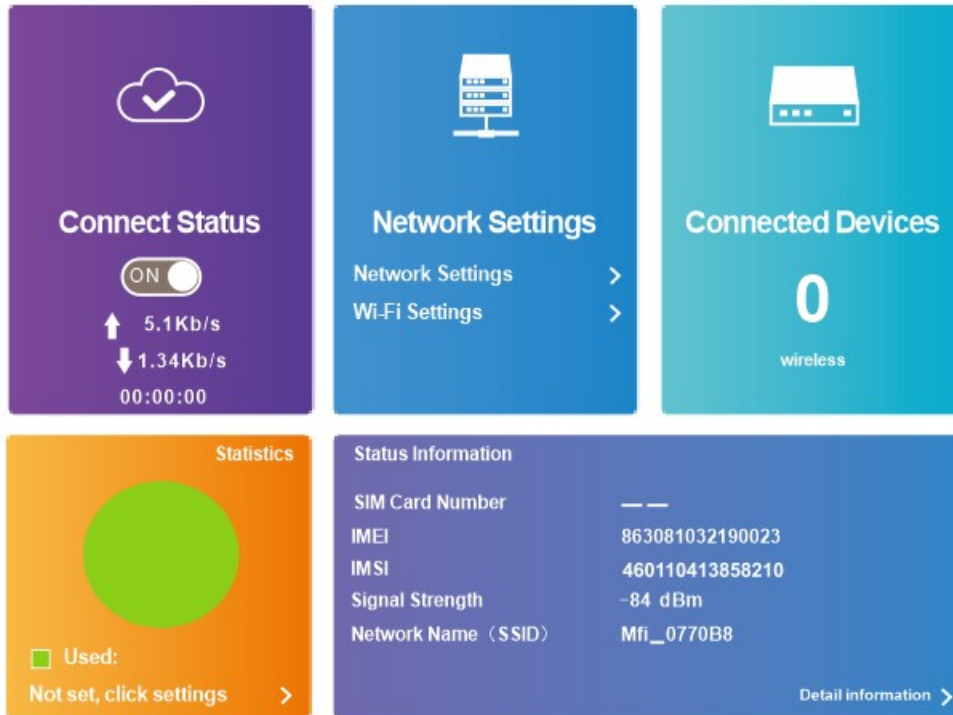 Connect Status
ON
5.1Kb/s
1.34Kb/s
00:00:00
Network Settings
Network Settings
Wi-Fi Settings
Connected Devices
0
wireless
Statistics
Used:
Not set, click settings
Status Information
SIM Card Number — —
IMEI 863081032190023
IMSI 460110413858210
Signal Strength -84 dBm
Network Name（SSID） Mfi_0770B8
Detail information